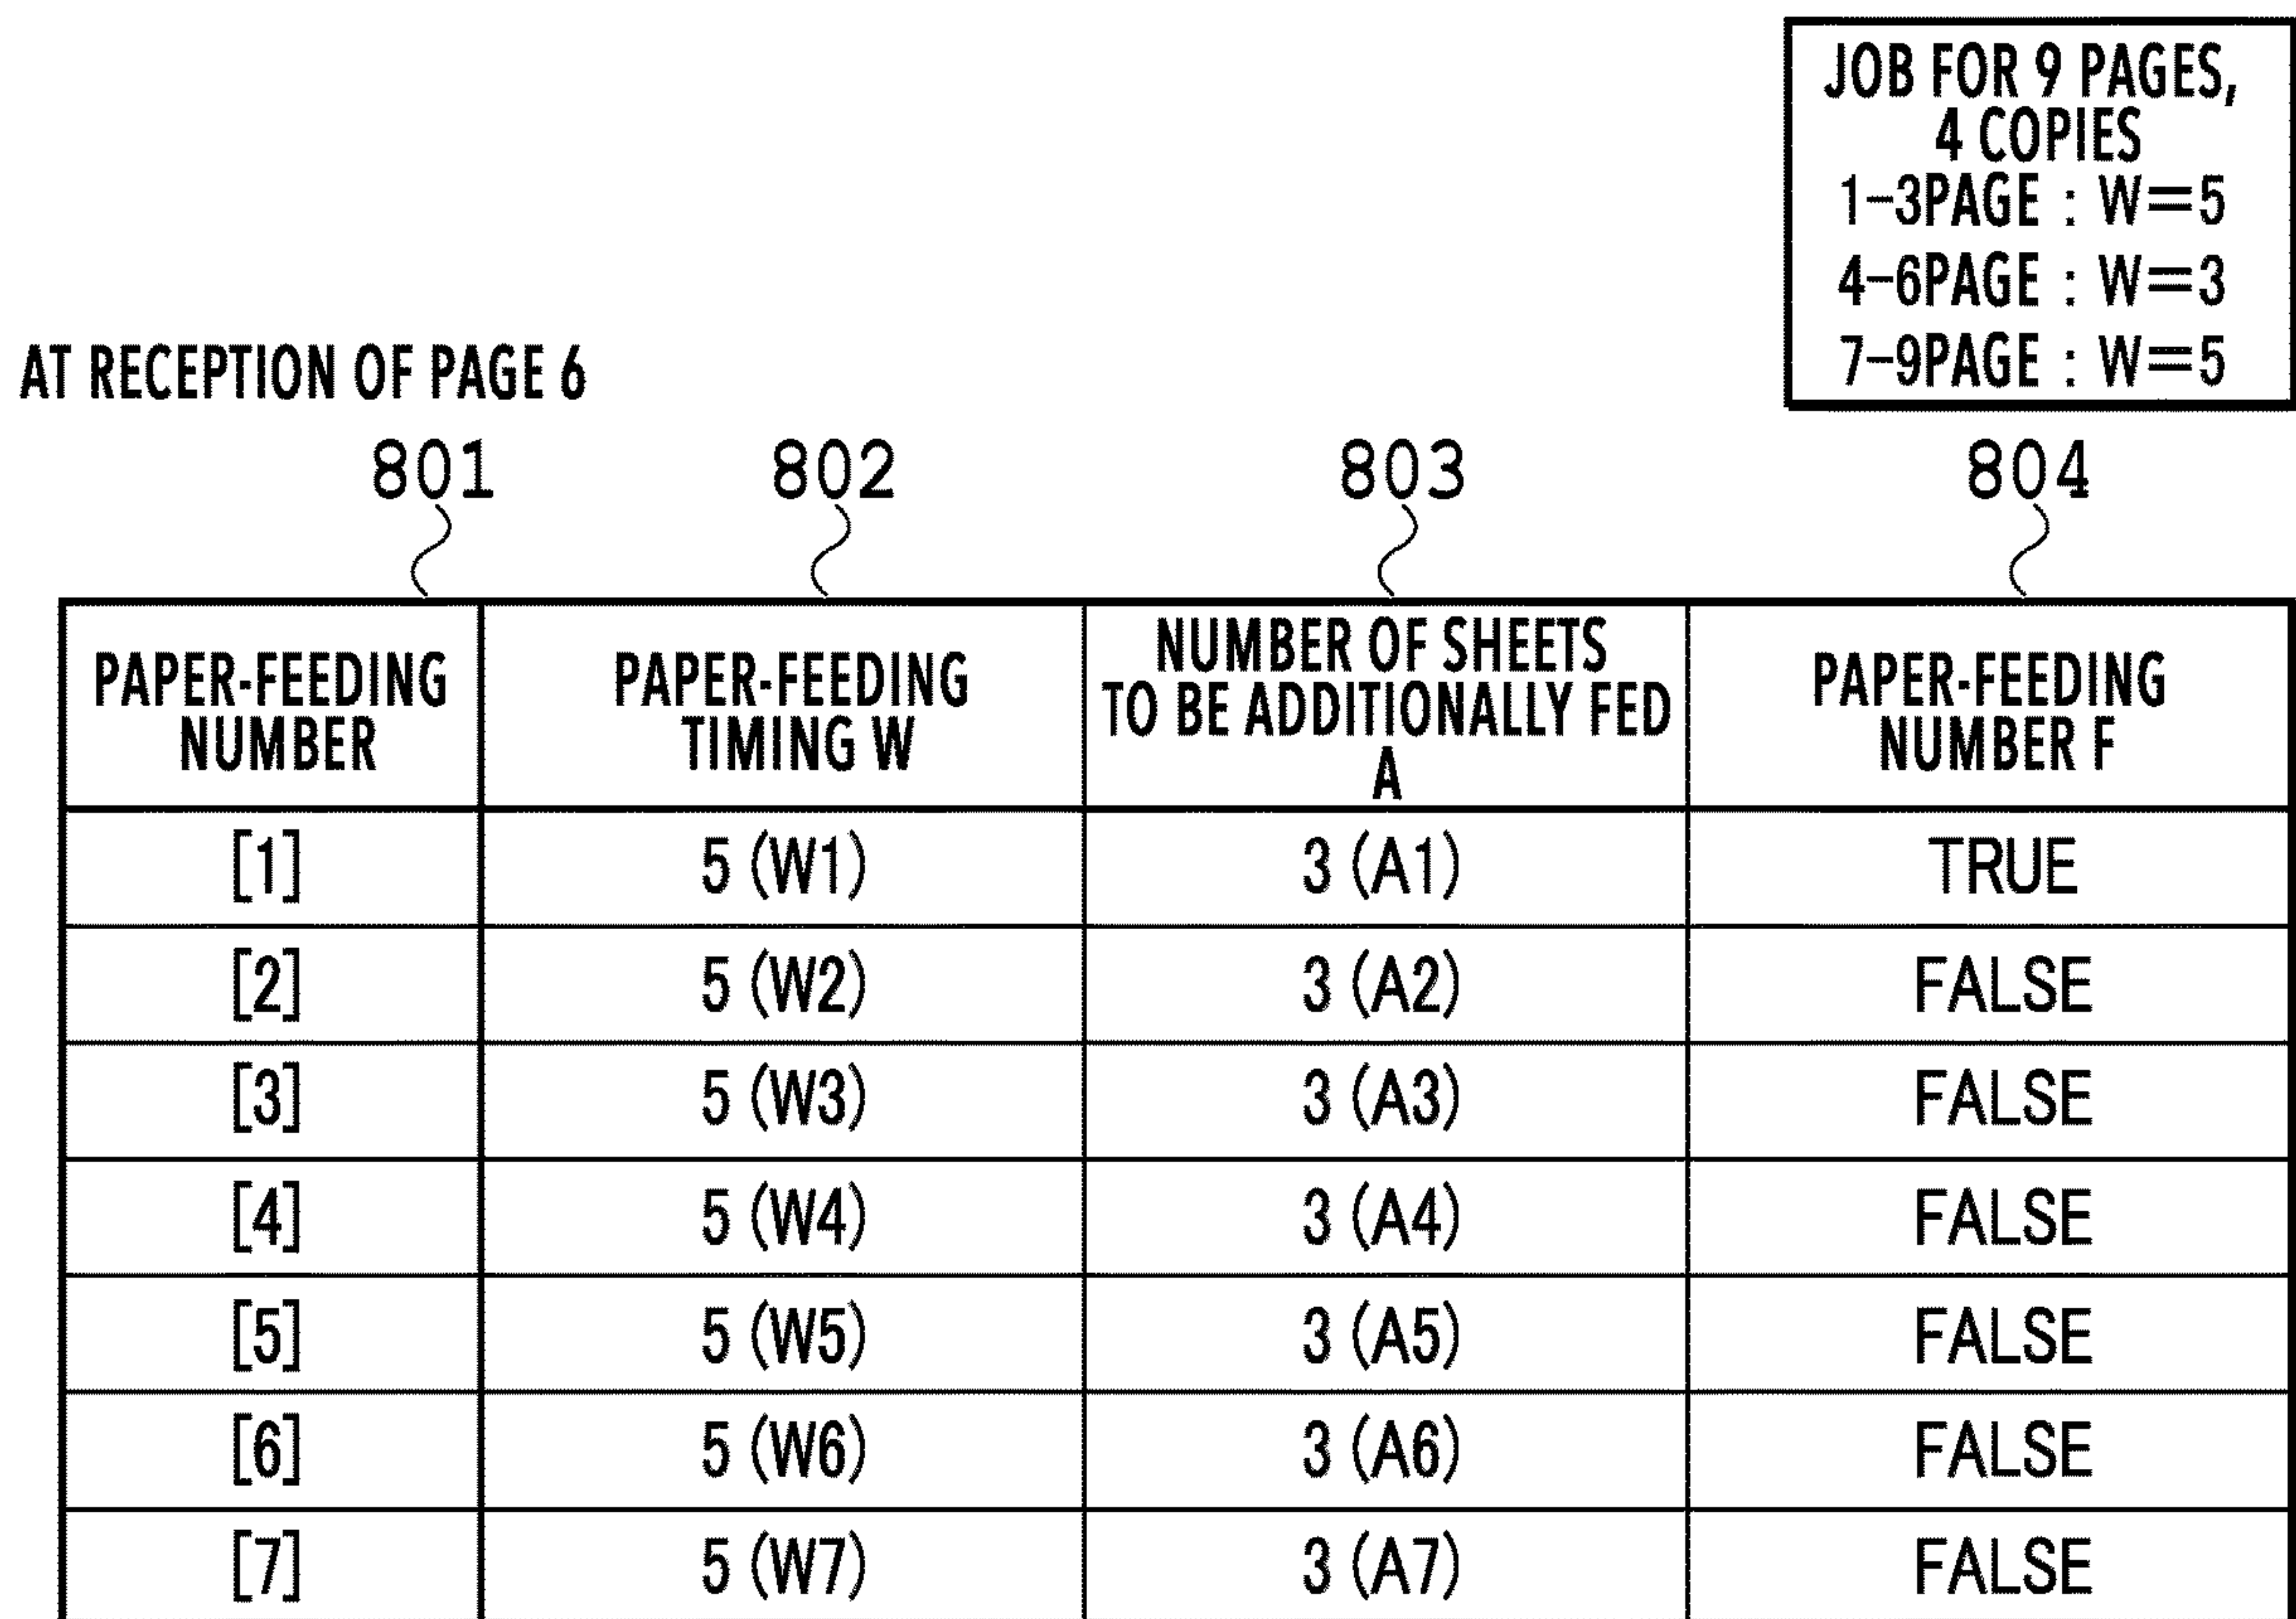 JOB FOR 9 PAGES,
4 COPIES
1-3PAGE : W=5
4-6PAGE : W=3
7-9PAGE : W=5
AT RECEPTION OF PAGE 6
801 802 803 804
PAPER-FEEDING
NUMBER
PAPER-FEEDING
TIMING W
NUMBER OF SHEETS
TO BE ADDITIONALLY FED
A
PAPER-FEEDING
NUMBER F
[1] 5 (W1) 3 (A1) TRUE
[2] 5 (W2) 3 (A2) FALSE
[3] 5 (W3) 3 (A3) FALSE
[4] 5 (W4) 3 (A4) FALSE
[5] 5 (W5) 3 (A5) FALSE
[6] 5 (W6) 3 (A6) FALSE
[7] 5 (W7) 3 (A7) FALSE